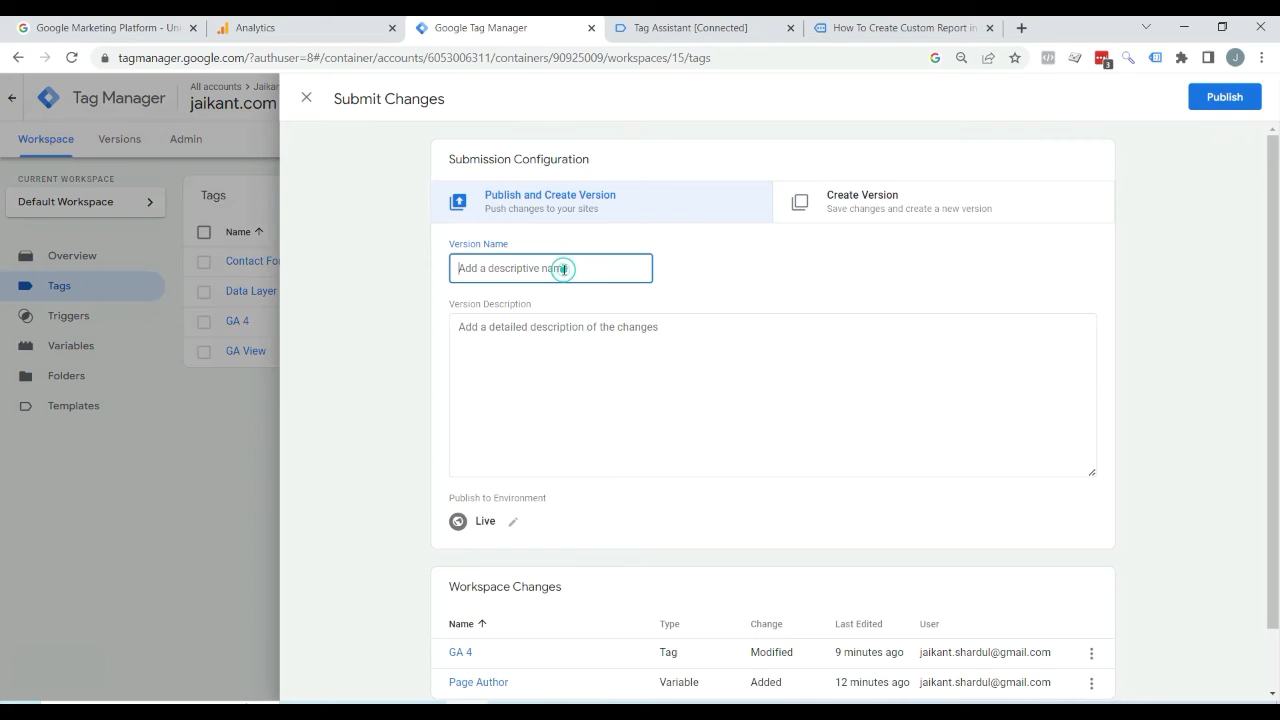 Google Marketing Platform - Uni
Analytics
Google Tag Manager
Tag Assistant [Connected]
How To Create Custom Report in
tagmanager.google.com/?authuser=8#/container/accounts/6053006311/containers/90925009/workspaces/15/tags
3
J
Tag Manager
All accounts > Jaikan
jaikant.com
Submit Changes
Publish
Workspace
Versions
Admin
CURRENT WORKSPACE
Default Workspace
Overview
Tags
Triggers
Variables
Folders
Templates
Tags
Name
Contact Fo
Data Layer
GA 4
GA View
Submission Configuration
Publish and Create Version
Push changes to your sites
Create Version
Save changes and create a new version
Version Name
Add a descriptive name
Version Description
Add a detailed description of the changes
Publish to Environment
Live
Workspace Changes
Name Type Change Last Edited User
GA 4 Tag Modified 9 minutes ago jaikant.shardul@gmail.com
Page Author Variable Added 12 minutes ago jaikant.shardul@gmail.com